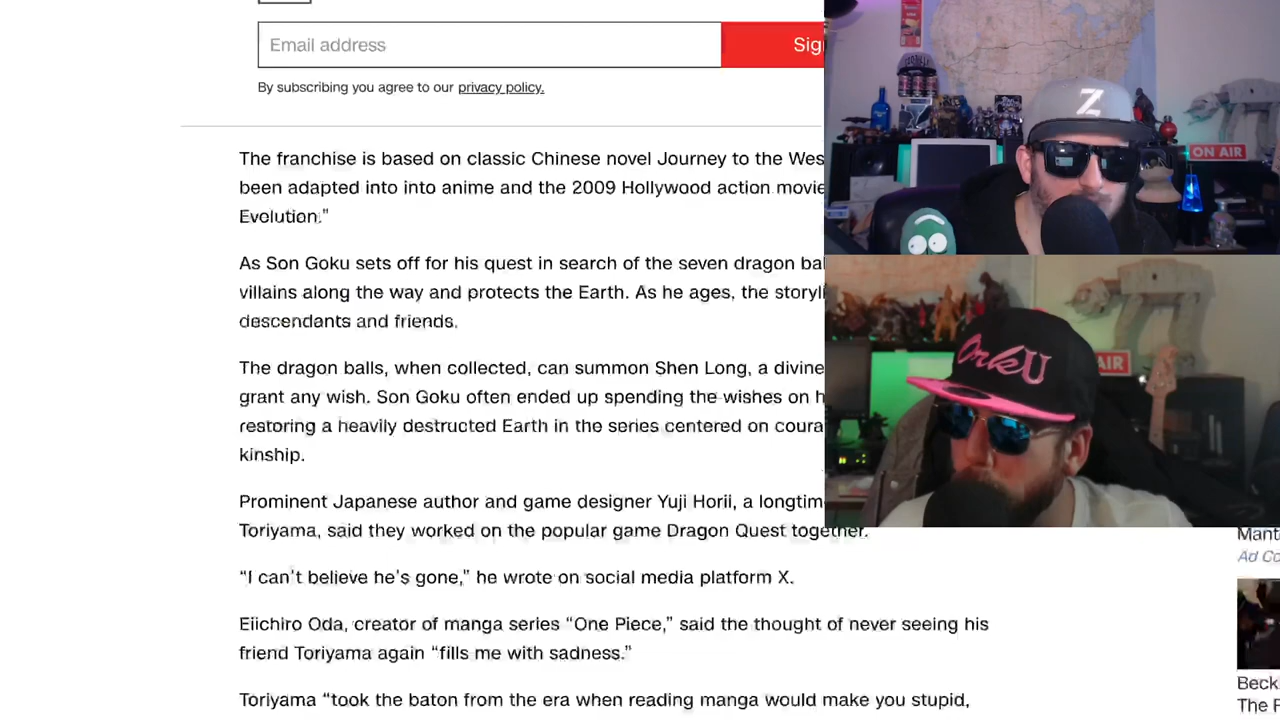 Email address
Sig
By subscribing you agree to our privacy policy.
The franchise is based on classic Chinese novel Journey to the Wes
been adapted into into anime and the 2009 Hollywood action movie
Evolution."
As Son Goku sets off for his quest in search of the seven dragon bal
villains along the way and protects the Earth. As he ages, the storyli
descendants and friends.
The dragon balls, when collected, can summon Shen Long, a divine
grant any wish. Son Goku often ended up spending the wishes on h
restoring a heavily destructed Earth in the series centered on coura
kinship.
Prominent Japanese author and game designer Yuji Horii, a longtim
Toriyama, said they worked on the popular game Dragon Quest together.
“I can’t believe he’s gone,” he wrote on social media platform X.
Eiichiro Oda, creator of manga series “One Piece,” said the thought of never seeing his
friend Toriyama again “fills me with sadness.”
Toriyama “took the baton from the era when reading manga would make you stupid,
Z
ON AIR
OnkU
AIR
Mant
Ad Co
Beck
The F